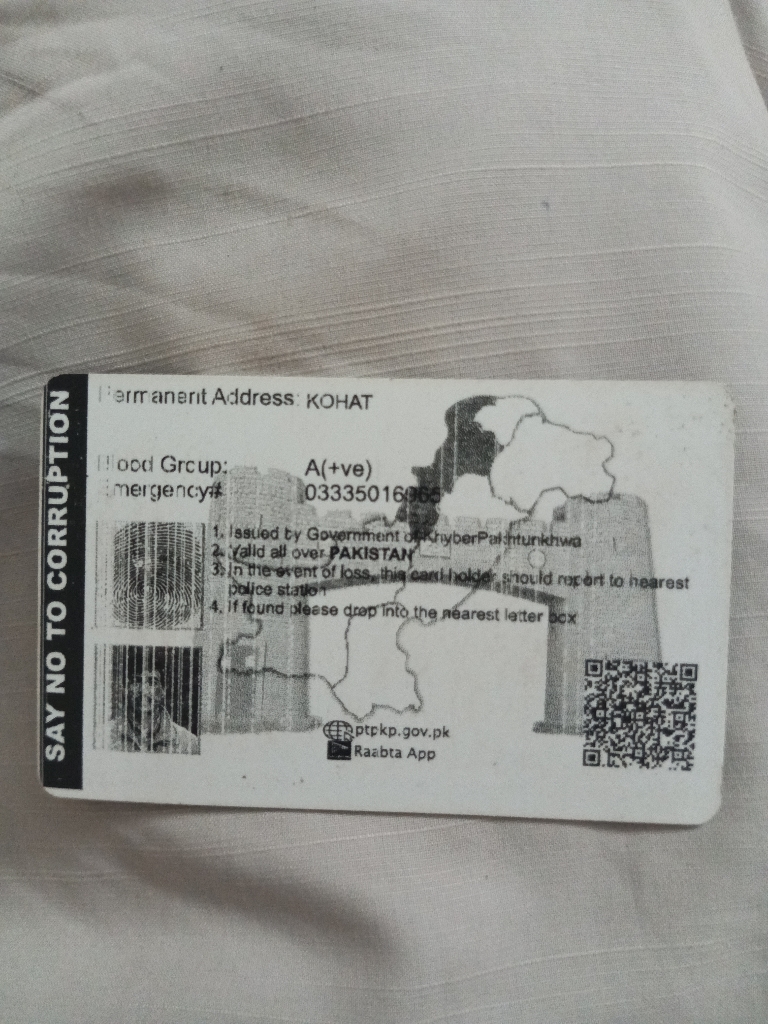 SAY NO TO CORRUPTION
Permanent Address: KOHAT
Blood Group: A(+ve)
Emergency#
1. Issued by Government of KhyberPakhtunkhwa
2. Valid all over PAKISTAN
3. In the event of loss, this card holder should report to nearest
police station
4. If found please drop into the nearest letter box
ptpkp.gov.pk
Raabta App